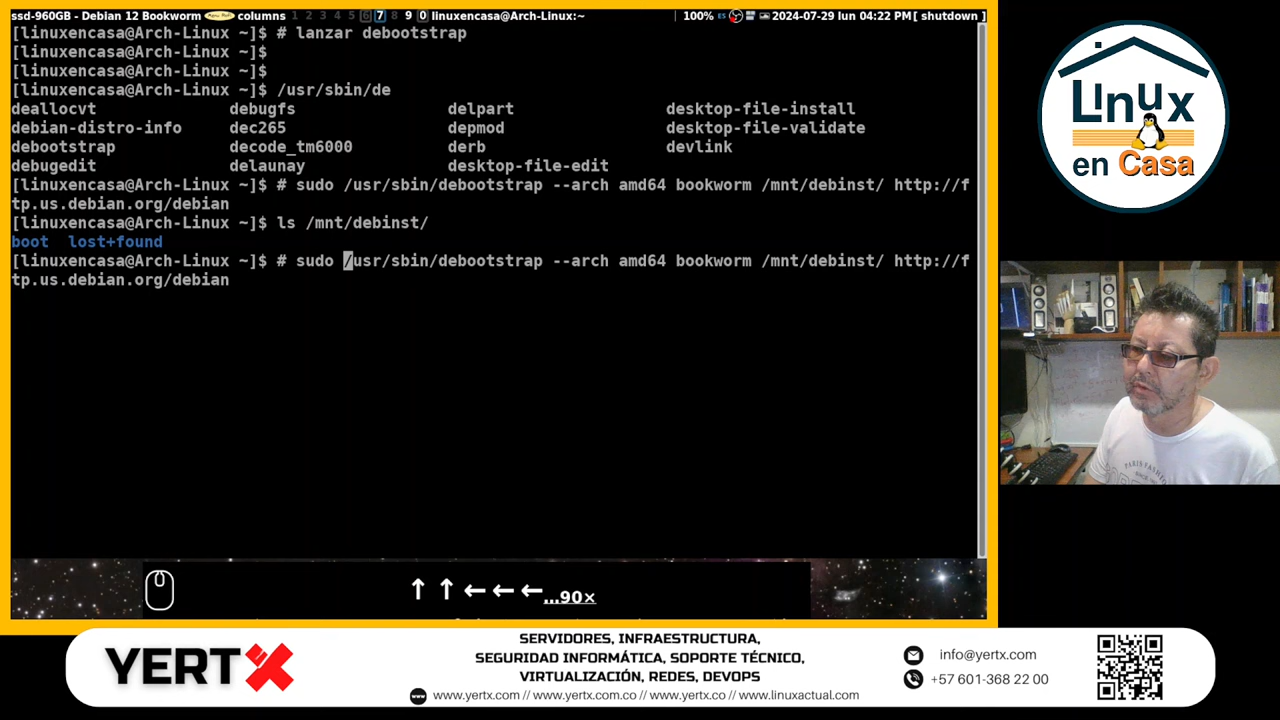 ssd-960GB - Debian 12 Bookworm columns 1 2 3 4 5 6 7 8 9 0 linuxencasa@Arch-Linux:~ 100% ES 2024-07-29 lun 04:22 PM[ shutdown ]
[linuxencasa@Arch-Linux ~]$ # lanzar debootstrap
[linuxencasa@Arch-Linux ~]$
[linuxencasa@Arch-Linux ~]$
[linuxencasa@Arch-Linux ~]$ /usr/sbin/de
deallocvt debugfs delpart desktop-file-install
debian-distro-info dec265 depmod desktop-file-validate
debootstrap decode_tm6000 derb devlink
debugedit delaunay desktop-file-edit
[linuxencasa@Arch-Linux ~]$ # sudo /usr/sbin/debootstrap --arch amd64 bookworm /mnt/debinst/ http://f
tp.us.debian.org/debian
[linuxencasa@Arch-Linux ~]$ ls /mnt/debinst/
boot lost+found
[linuxencasa@Arch-Linux ~]$ # sudo /usr/sbin/debootstrap --arch amd64 bookworm /mnt/debinst/ http://f
tp.us.debian.org/debian
↑ ↑ ← ← ←...90×
Linux
en Casa
PARIS FASHION
YERTX
SERVIDORES, INFRAESTRUCTURA,
SEGURIDAD INFORMÁTICA, SOPORTE TÉCNICO,
VIRTUALIZACIÓN, REDES, DEVOPS
www.yertx.com // www.yertx.com.co // www.yertx.co // www.linuxactual.com
info@yertx.com
+57 601-368 22 00